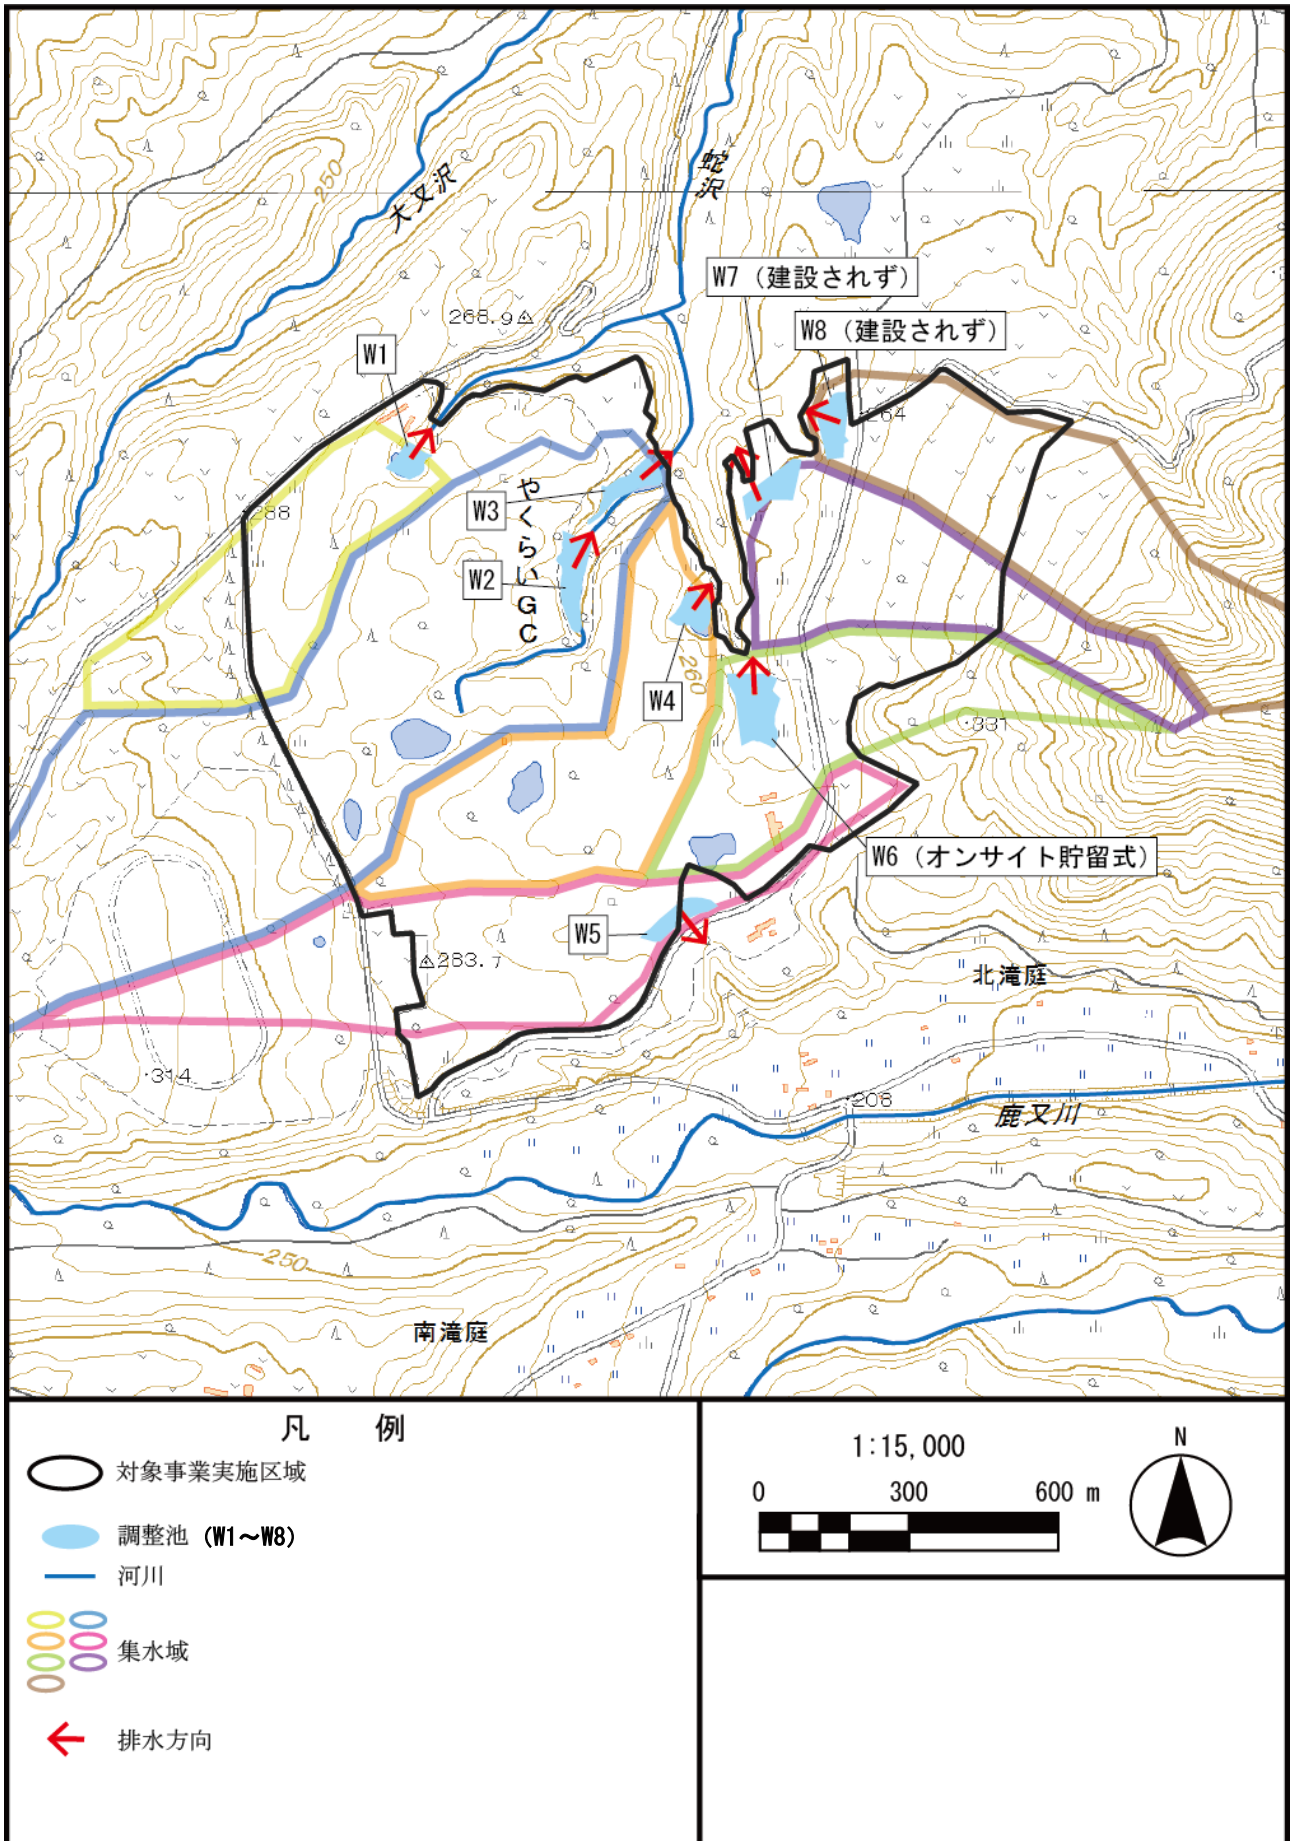 250
大又沢
蛇沢
W7（建設されず）
268.9
W8（建設されず）
W1
264
288
W3
やくらいGC
W2
260
W4
331
W6（オンサイト貯留式）
W5
283.7
北滝庭
314
208
鹿又川
250
南滝庭
凡 例
対象事業実施区域
調整池 (W1～W8)
河川
集水域
排水方向
1:15,000
N
0 300 600 m